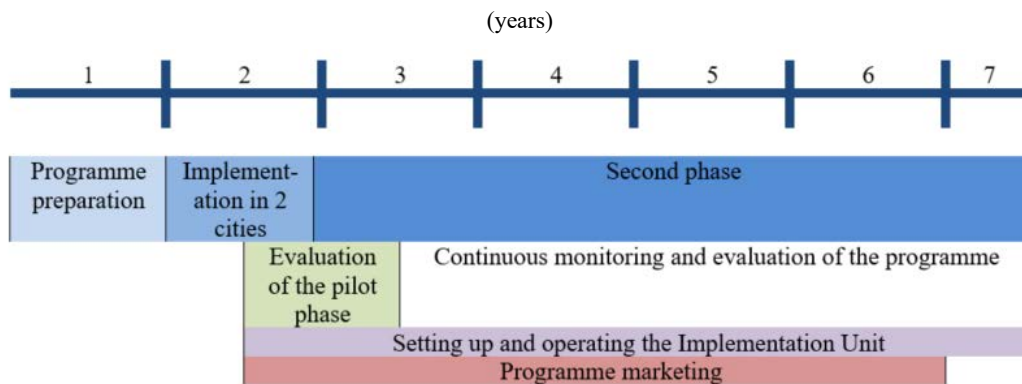 (years)
1 2 3 4 5 6 7
Programme
preparation
Implement-
ation in 2
cities
Second phase
Evaluation
of the pilot
phase
Continuous monitoring and evaluation of the programme
Setting up and operating the Implementation Unit
Programme marketing